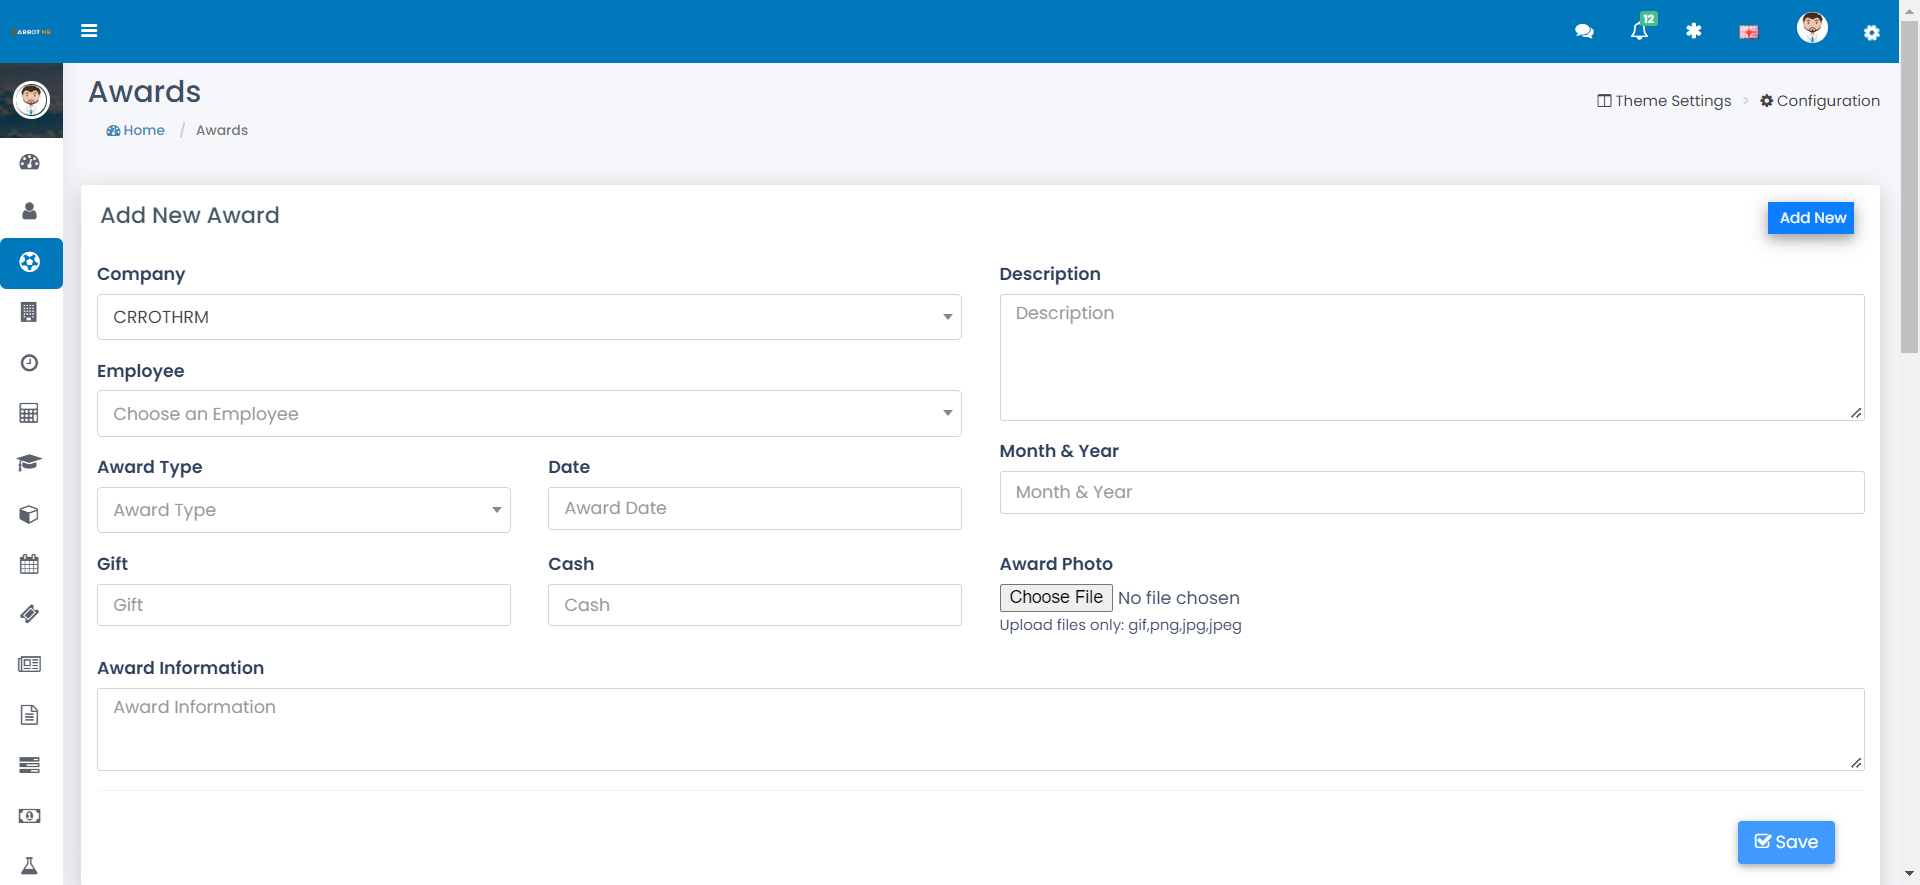 12
Awards
Theme Settings > Configuration
Home / Awards
Add New Award
Add New
Company
CRROTHRM
Employee
Choose an Employee
Award Type
Award Type
Date
Award Date
Gift
Gift
Cash
Cash
Description
Description
Month & Year
Month & Year
Award Photo
Choose File No file chosen
Upload files only: gif,png,jpg,jpeg
Award Information
Award Information
Save